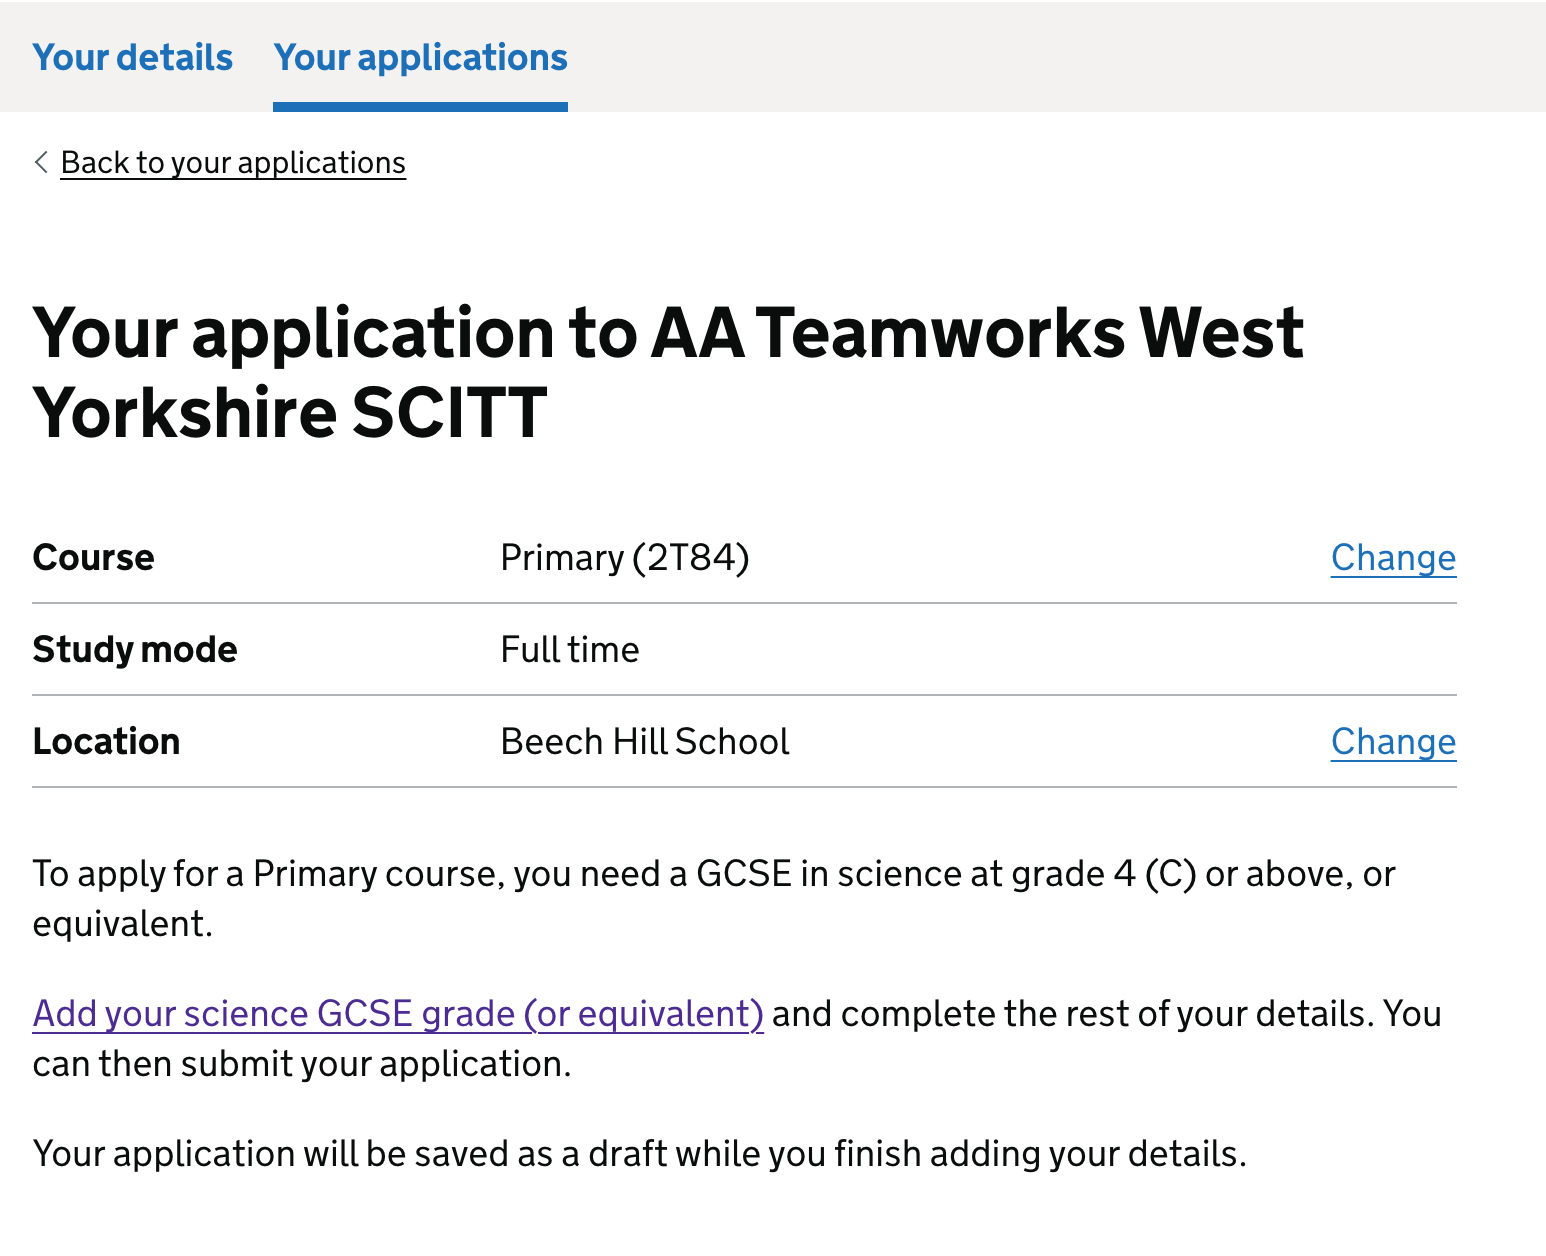 Your details Your applications
Back to your applications
Your application to AA Teamworks West
Yorkshire SCITT
Course Primary (2T84) Change
Study mode Full time
Location Beech Hill School Change
To apply for a Primary course, you need a GCSE in science at grade 4 (C) or above, or
equivalent.
Add your science GCSE grade (or equivalent) and complete the rest of your details. You
can then submit your application.
Your application will be saved as a draft while you finish adding your details.